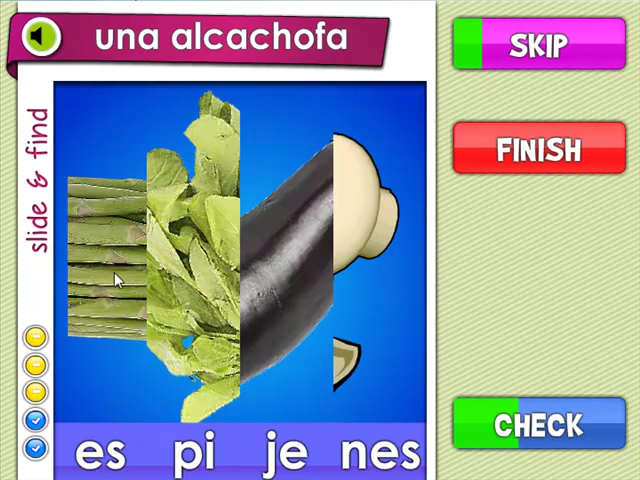 una alcachofa
SKIP
FINISH
slide & find
CHECK
es pi je nes